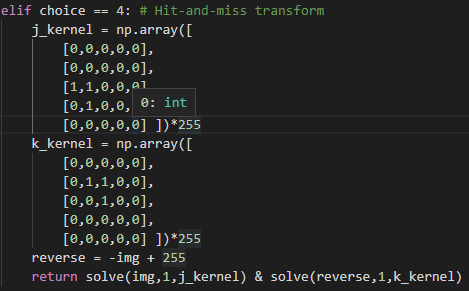 elif choice == 4: # Hit-and-miss transform
    j_kernel = np.array([
        [0,0,0,0,0],
        [0,0,0,0,0],
        [1,1,0,0,0],
        [0,1,0,0,
0: int
        [0,0,0,0,0] ])*255
    k_kernel = np.array([
        [0,0,0,0,0],
        [0,1,1,0,0],
        [0,0,1,0,0],
        [0,0,0,0,0],
        [0,0,0,0,0] ])*255
    reverse = -img + 255
    return solve(img,1,j_kernel) & solve(reverse,1,k_kernel)